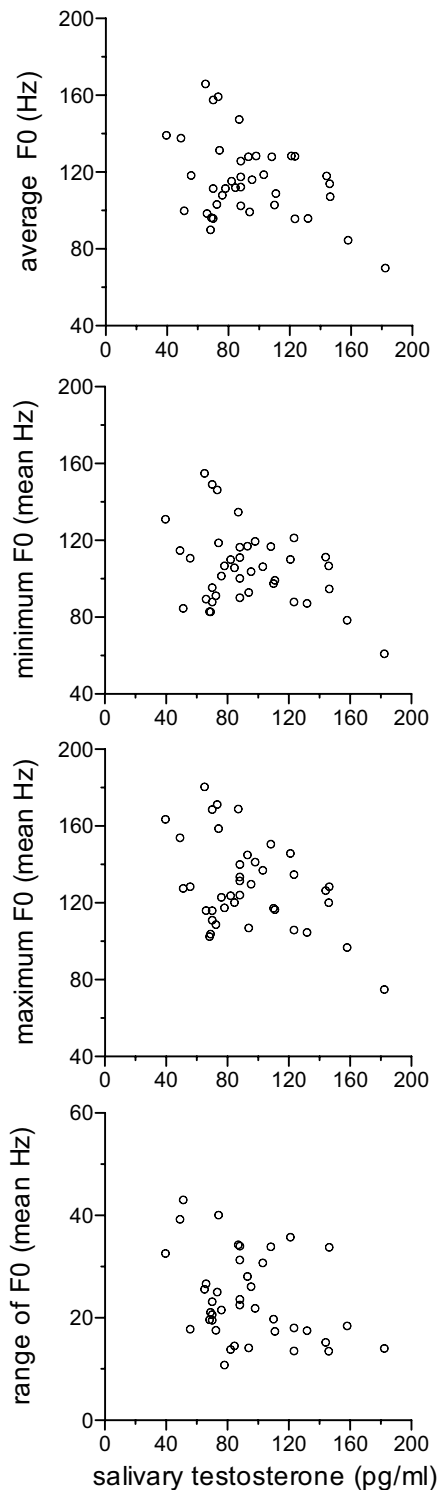 average F0 (Hz)
200
160
120
80
40
0 40 80 120 160 200
minimum F0 (mean Hz)
200
160
120
80
40
0 40 80 120 160 200
maximum F0 (mean Hz)
200
160
120
80
40
0 40 80 120 160 200
range of F0 (mean Hz)
60
40
20
0
0 40 80 120 160 200
salivary testosterone (pg/ml)